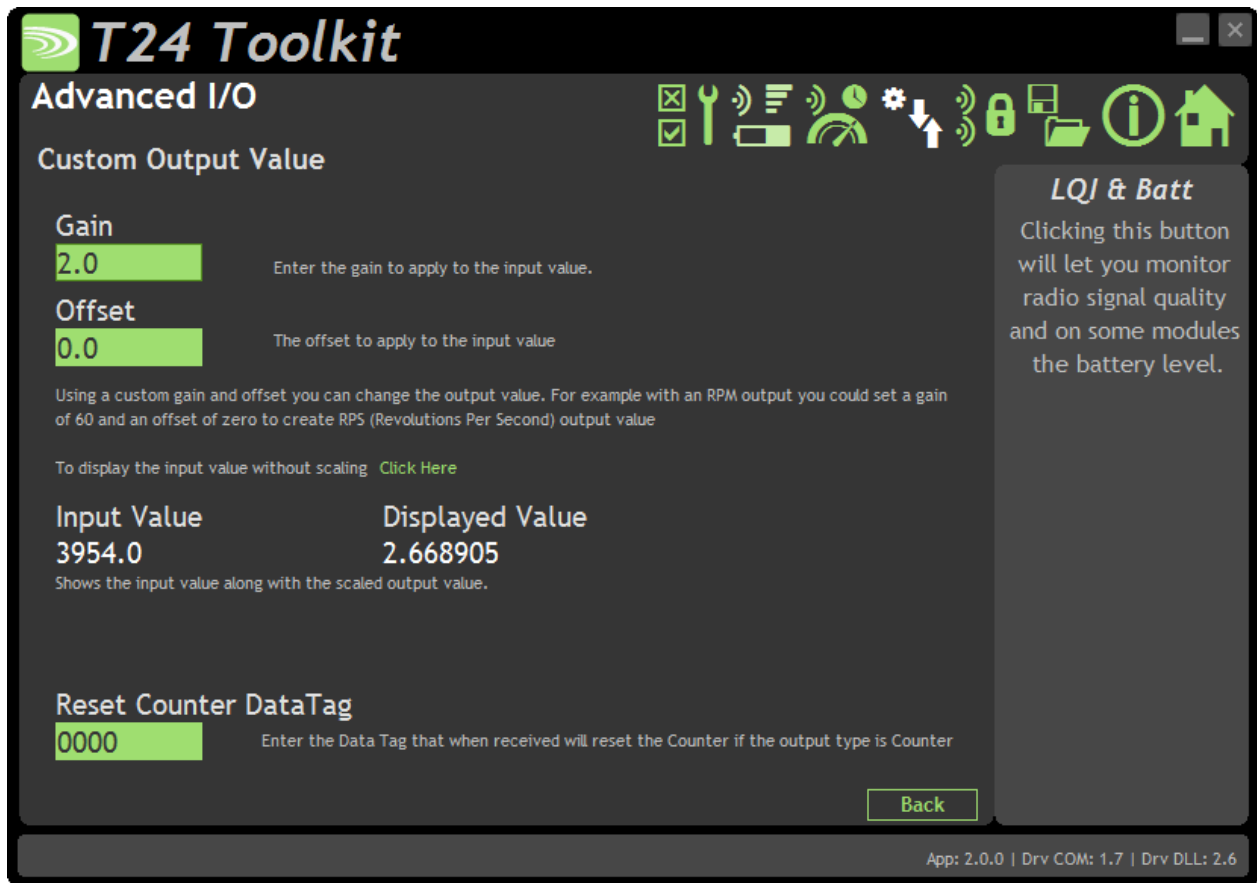 T24 Toolkit
Advanced I/O
Custom Output Value
Gain
2.0
Enter the gain to apply to the input value.
Offset
0.0
The offset to apply to the input value
Using a custom gain and offset you can change the output value. For example with an RPM output you could set a gain
of 60 and an offset of zero to create RPS (Revolutions Per Second) output value
To display the input value without scaling Click Here
Input Value
Displayed Value
3954.0
2.668905
Shows the input value along with the scaled output value.
Reset Counter DataTag
0000
Enter the Data Tag that when received will reset the Counter if the output type is Counter
Back
LQI & Batt
Clicking this button
will let you monitor
radio signal quality
and on some modules
the battery level.
App: 2.0.0 | Drv COM: 1.7 | Drv DLL: 2.6